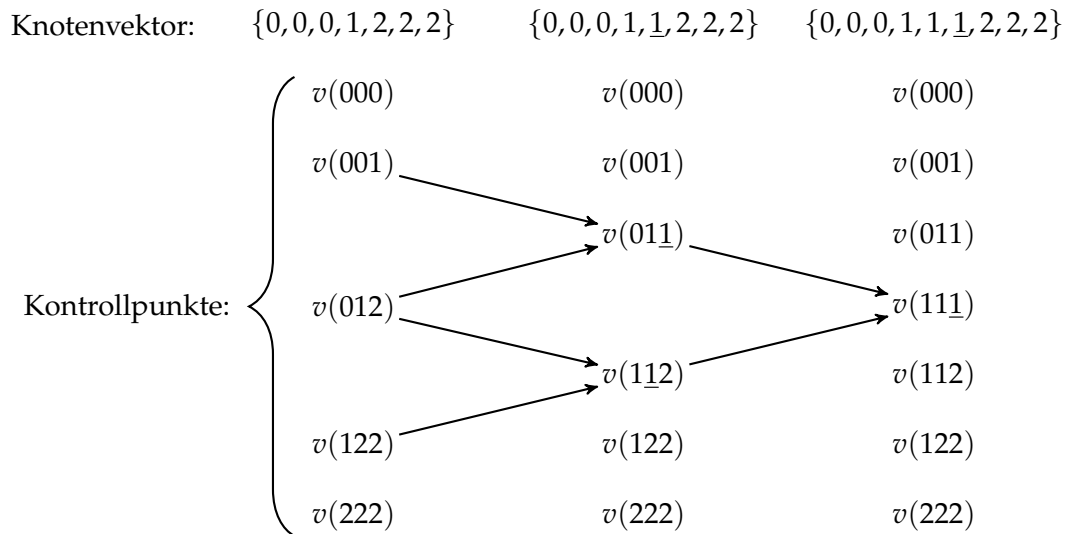 Knotenvektor: {0, 0, 0, 1, 2, 2, 2} {0, 0, 0, 1, 1, 2, 2, 2} {0, 0, 0, 1, 1, 1, 2, 2, 2}
v(000) v(000) v(000)
v(001) v(001) v(001)
v(011) v(011)
Kontrollpunkte: v(012) v(111)
v(112) v(112)
v(122) v(122) v(122)
v(222) v(222) v(222)